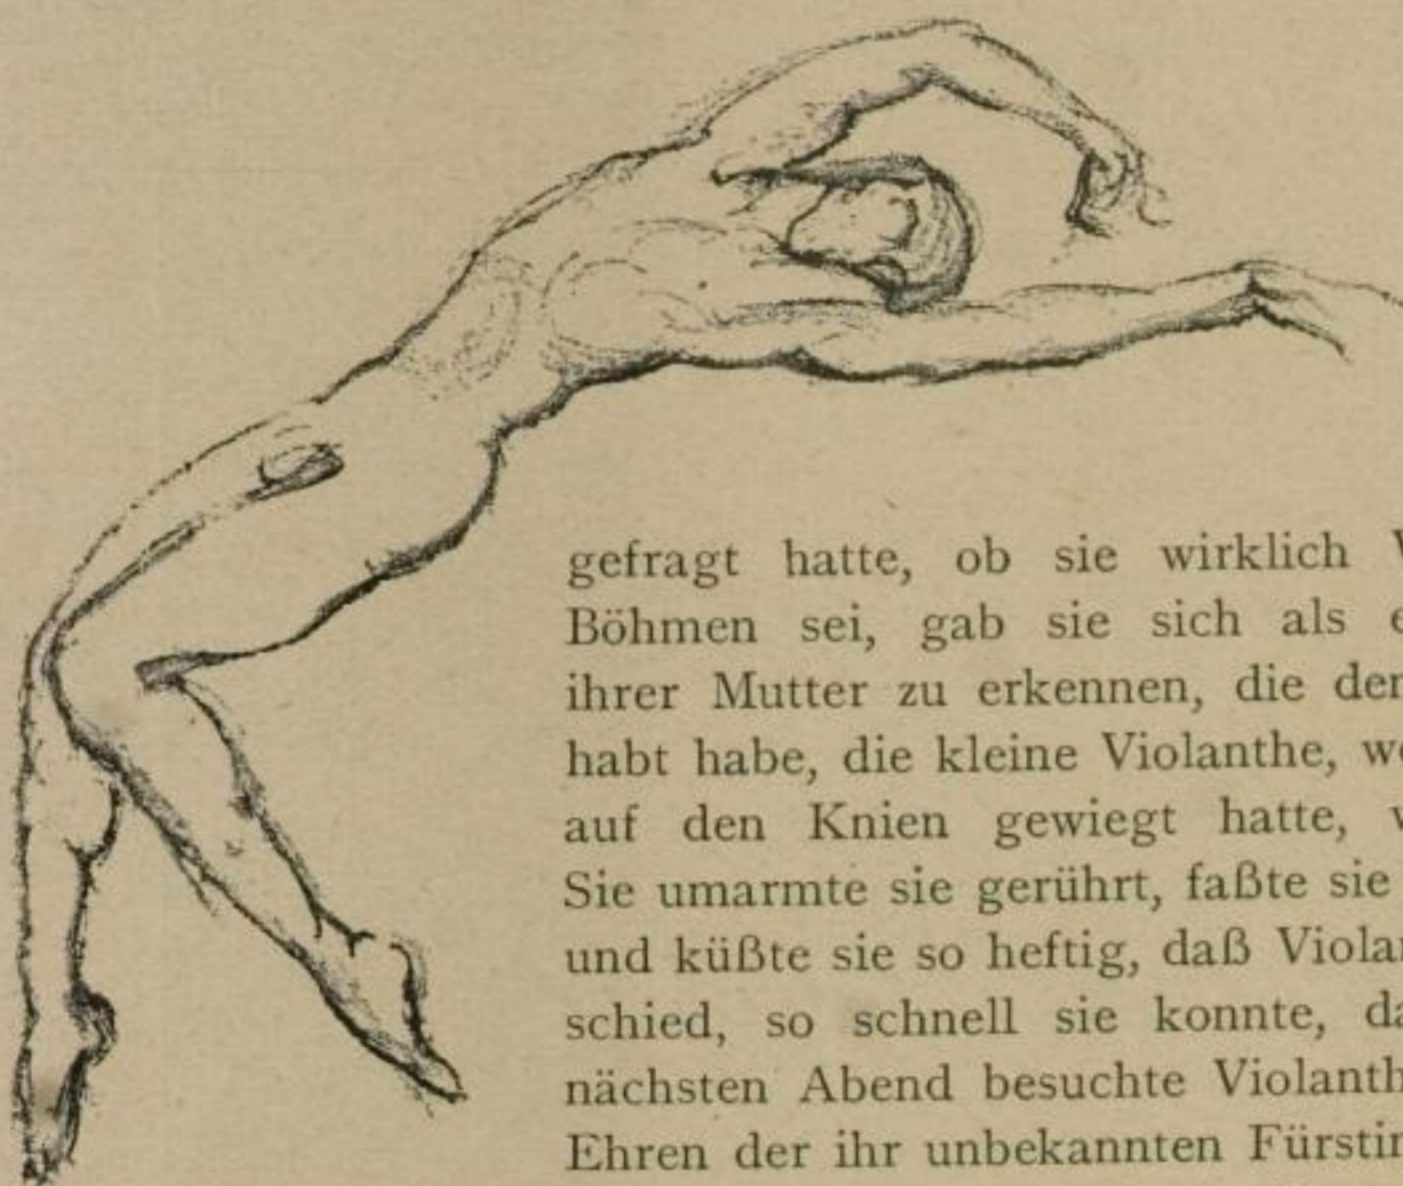 gefragt hatte, ob sie wirklich
Böhmen sei, gab sie sich als
ihrer Mutter zu erkennen, die
habt habe, die kleine Violanthe,
auf den Knien gewiegt hatte,
Sie umarmte sie gerührt, faßte sie
und küßte sie so heftig, daß
schied, so schnell sie konnte,
nächsten Abend besuchte
Ehren der ihr unbekannten